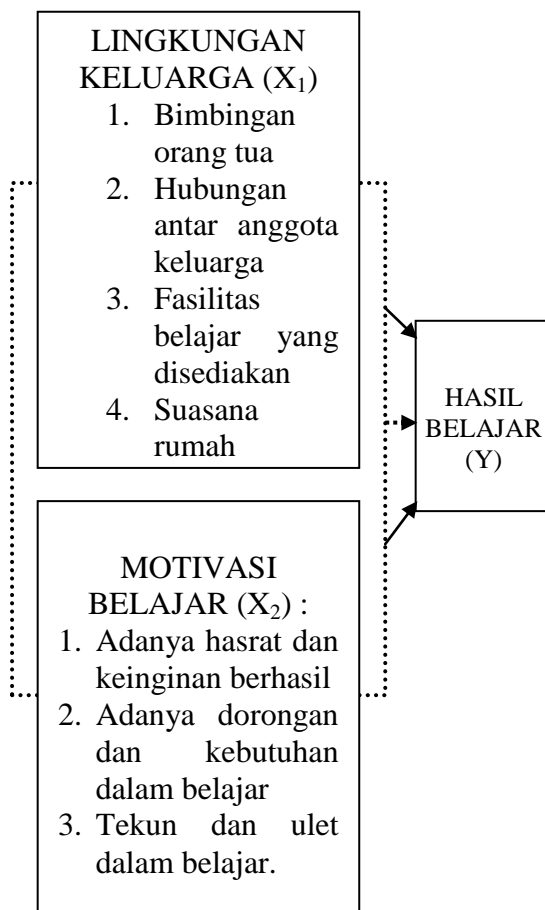 LINGKUNGAN
KELUARGA (X₁)
1. Bimbingan
orang tua
2. Hubungan
antar anggota
keluarga
3. Fasilitas
belajar yang
disediakan
4. Suasana
rumah
HASIL
BELAJAR
(Y)
MOTIVASI
BELAJAR (X₂) :
1. Adanya hasrat dan
keinginan berhasil
2. Adanya dorongan
dan kebutuhan
dalam belajar
3. Tekun dan ulet
dalam belajar.